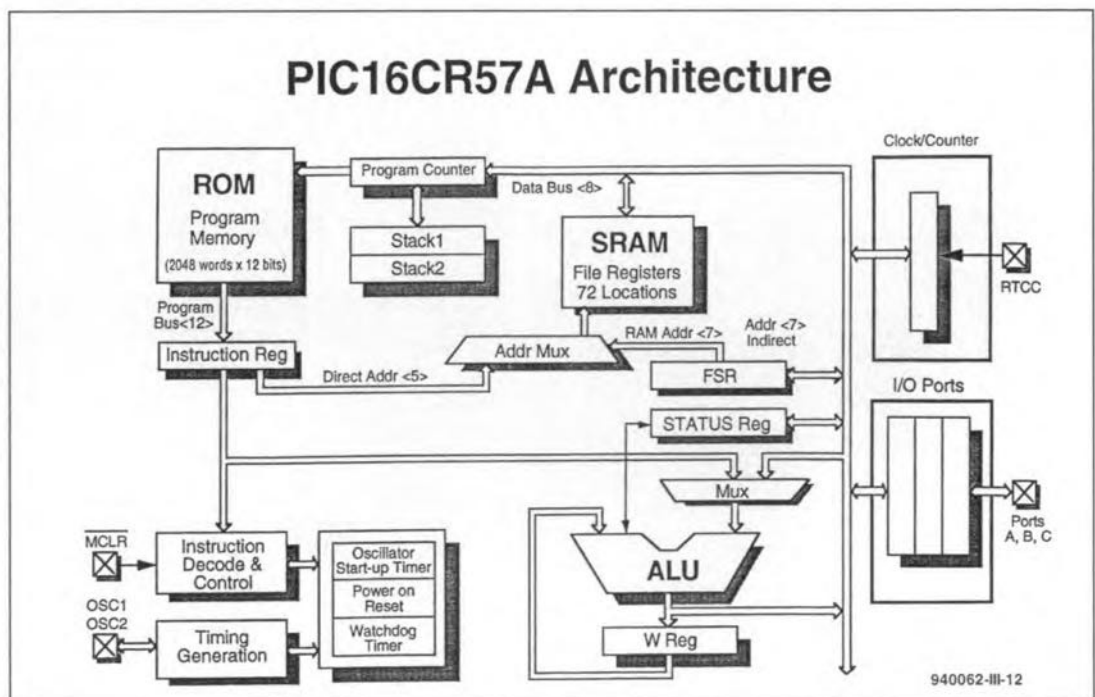 PIC16CR57A Architecture
Clock/Counter
ROM
Program
Memory
(2048 words x 12 bits)
Program Counter
Data Bus <8>
Stack1
Stack2
SRAM
File Registers
72 Locations
RTCC
Program
Bus<12>
Instruction Reg
Direct Addr <5>
Addr Mux
RAM Addr <7>
Addr <7>
Indirect
FSR
I/O Ports
STATUS Reg
Mux
Ports
A, B, C
MCLR
Instruction
Decode &
Control
Oscillator
Start-up Timer
Power on
Reset
Watchdog
Timer
OSC1
OSC2
Timing
Generation
ALU
W Reg
940062-III-12